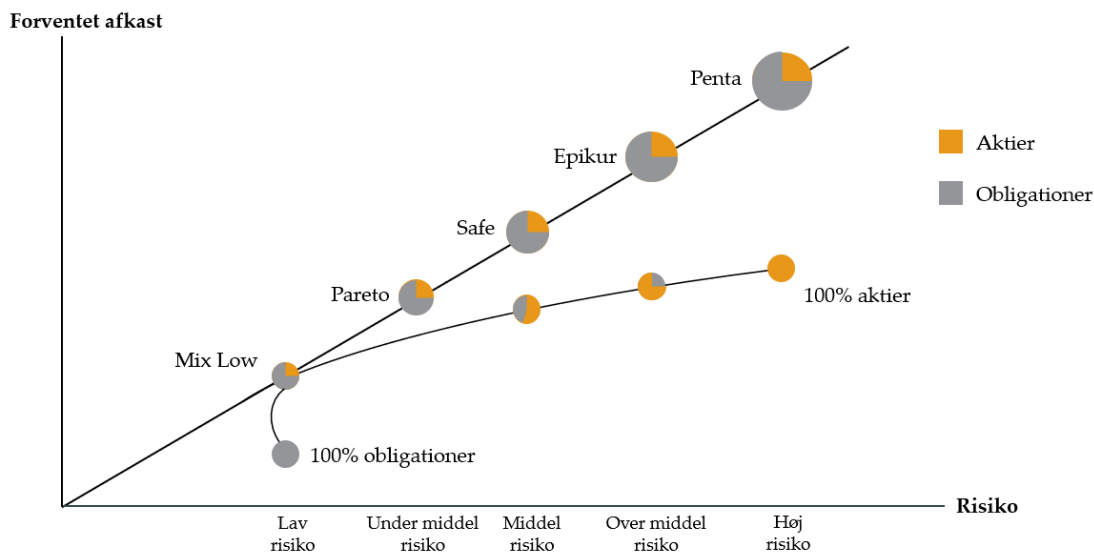 Forventet afkast
Penta
Aktier
Epikur
Obligationer
Safe
Pareto
100% aktier
Mix Low
100% obligationer
Risiko
Lav
risiko
Under middel
risiko
Middel
risiko
Over middel
risiko
Høj
risiko